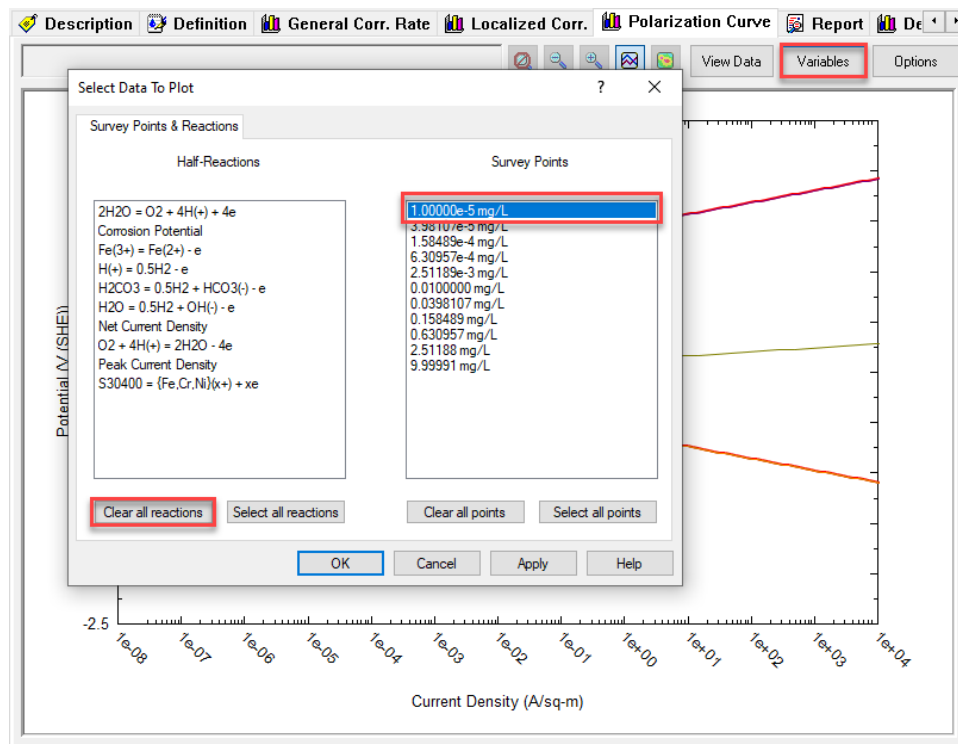 Description Definition General Corr. Rate Localized Corr. Polarization Curve Report De
View Data Variables Options
Select Data To Plot ? X
Survey Points & Reactions
Half-Reactions Survey Points
2H2O = O2 + 4H(+) + 4e
Corrosion Potential
Fe(3+) = Fe(2+) - e
H(+) = 0.5H2 - e
H2CO3 = 0.5H2 + HCO3(-) - e
H2O = 0.5H2 + OH(-) - e
Net Current Density
O2 + 4H(+) = 2H2O - 4e
Peak Current Density
S30400 = {Fe,Cr,Ni}(x+) + xe
1.00000e-5 mg/L
3.98107e-5 mg/L
1.58489e-4 mg/L
6.30957e-4 mg/L
2.51189e-3 mg/L
0.0100000 mg/L
0.0398107 mg/L
0.158489 mg/L
0.630957 mg/L
2.51188 mg/L
9.99991 mg/L
Clear all reactions Select all reactions Clear all points Select all points
OK Cancel Apply Help
Potential (V (SHE))
-2.5
1e-08 1e-07 1e-06 1e-05 1e-04 1e-03 1e-02 1e-01 1e+00 1e+01 1e+02 1e+03 1e+04
Current Density (A/sq-m)